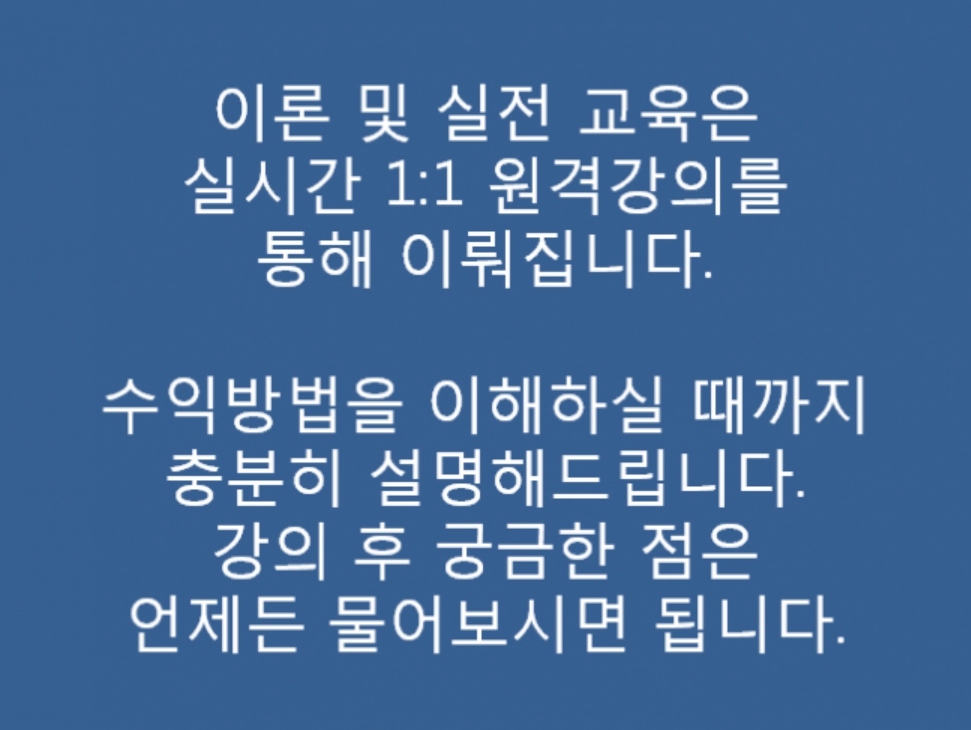 이론 및 실전 교육은
실시간 1:1 원격강의를
통해 이뤄집니다.
수익방법을 이해하실 때까지
충분히 설명해드립니다.
강의 후 궁금한 점은
언제든 물어보시면 됩니다.